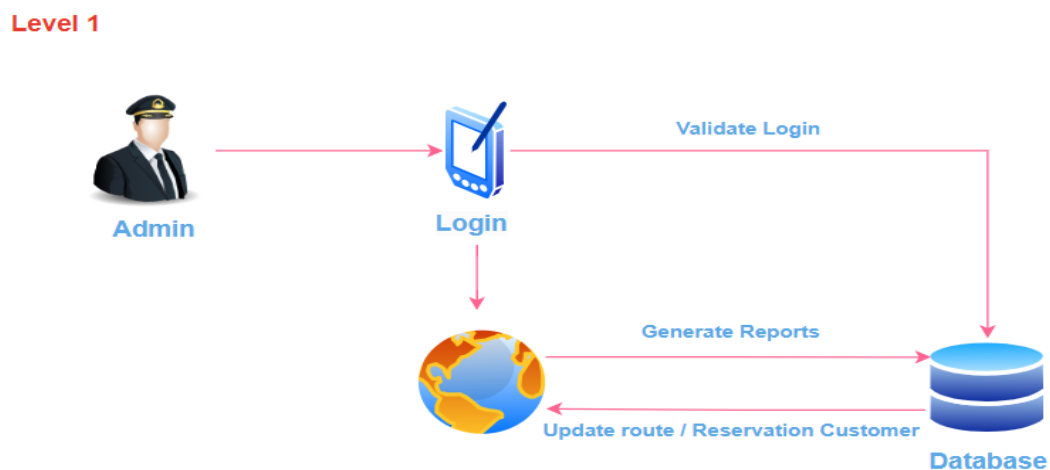 Level 1
Validate Login
Admin
Login
Generate Reports
Update route / Reservation Customer
Database